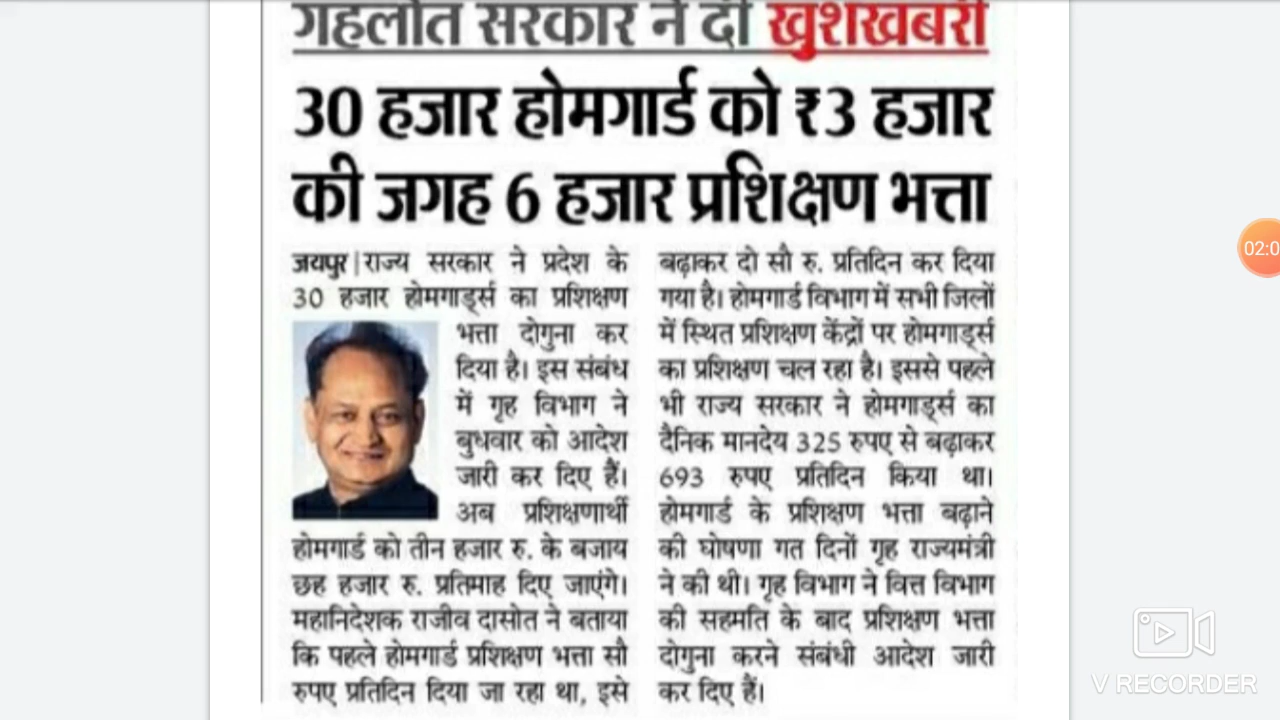 गहलोत सरकार ने दी खुशखबरी
30 हजार होमगार्ड को ₹3 हजार
की जगह 6 हजार प्रशिक्षण भत्ता
जयपुर | राज्य सरकार ने प्रदेश के
30 हजार होमगार्ड्स का प्रशिक्षण
भत्ता दोगुना कर
दिया है। इस संबंध
में गृह विभाग ने
बुधवार को आदेश
जारी कर दिए हैं।
अब प्रशिक्षणार्थी
होमगार्ड को तीन हजार रु. के बजाय
छह हजार रु. प्रतिमाह दिए जाएंगे।
महानिदेशक राजीव दासोत ने बताया
कि पहले होमगार्ड प्रशिक्षण भत्ता सौ
रुपए प्रतिदिन दिया जा रहा था, इसे
बढ़ाकर दो सौ रु. प्रतिदिन कर दिया
गया है। होमगार्ड विभाग में सभी जिलों
में स्थित प्रशिक्षण केंद्रों पर होमगार्ड्स
का प्रशिक्षण चल रहा है। इससे पहले
भी राज्य सरकार ने होमगार्ड्स का
दैनिक मानदेय 325 रुपए से बढ़ाकर
693 रुपए प्रतिदिन किया था।
होमगार्ड के प्रशिक्षण भत्ता बढ़ाने
की घोषणा गत दिनों गृह राज्यमंत्री
ने की थी। गृह विभाग ने वित्त विभाग
की सहमति के बाद प्रशिक्षण भत्ता
दोगुना करने संबंधी आदेश जारी
कर दिए हैं।
02:0
V RECORDER